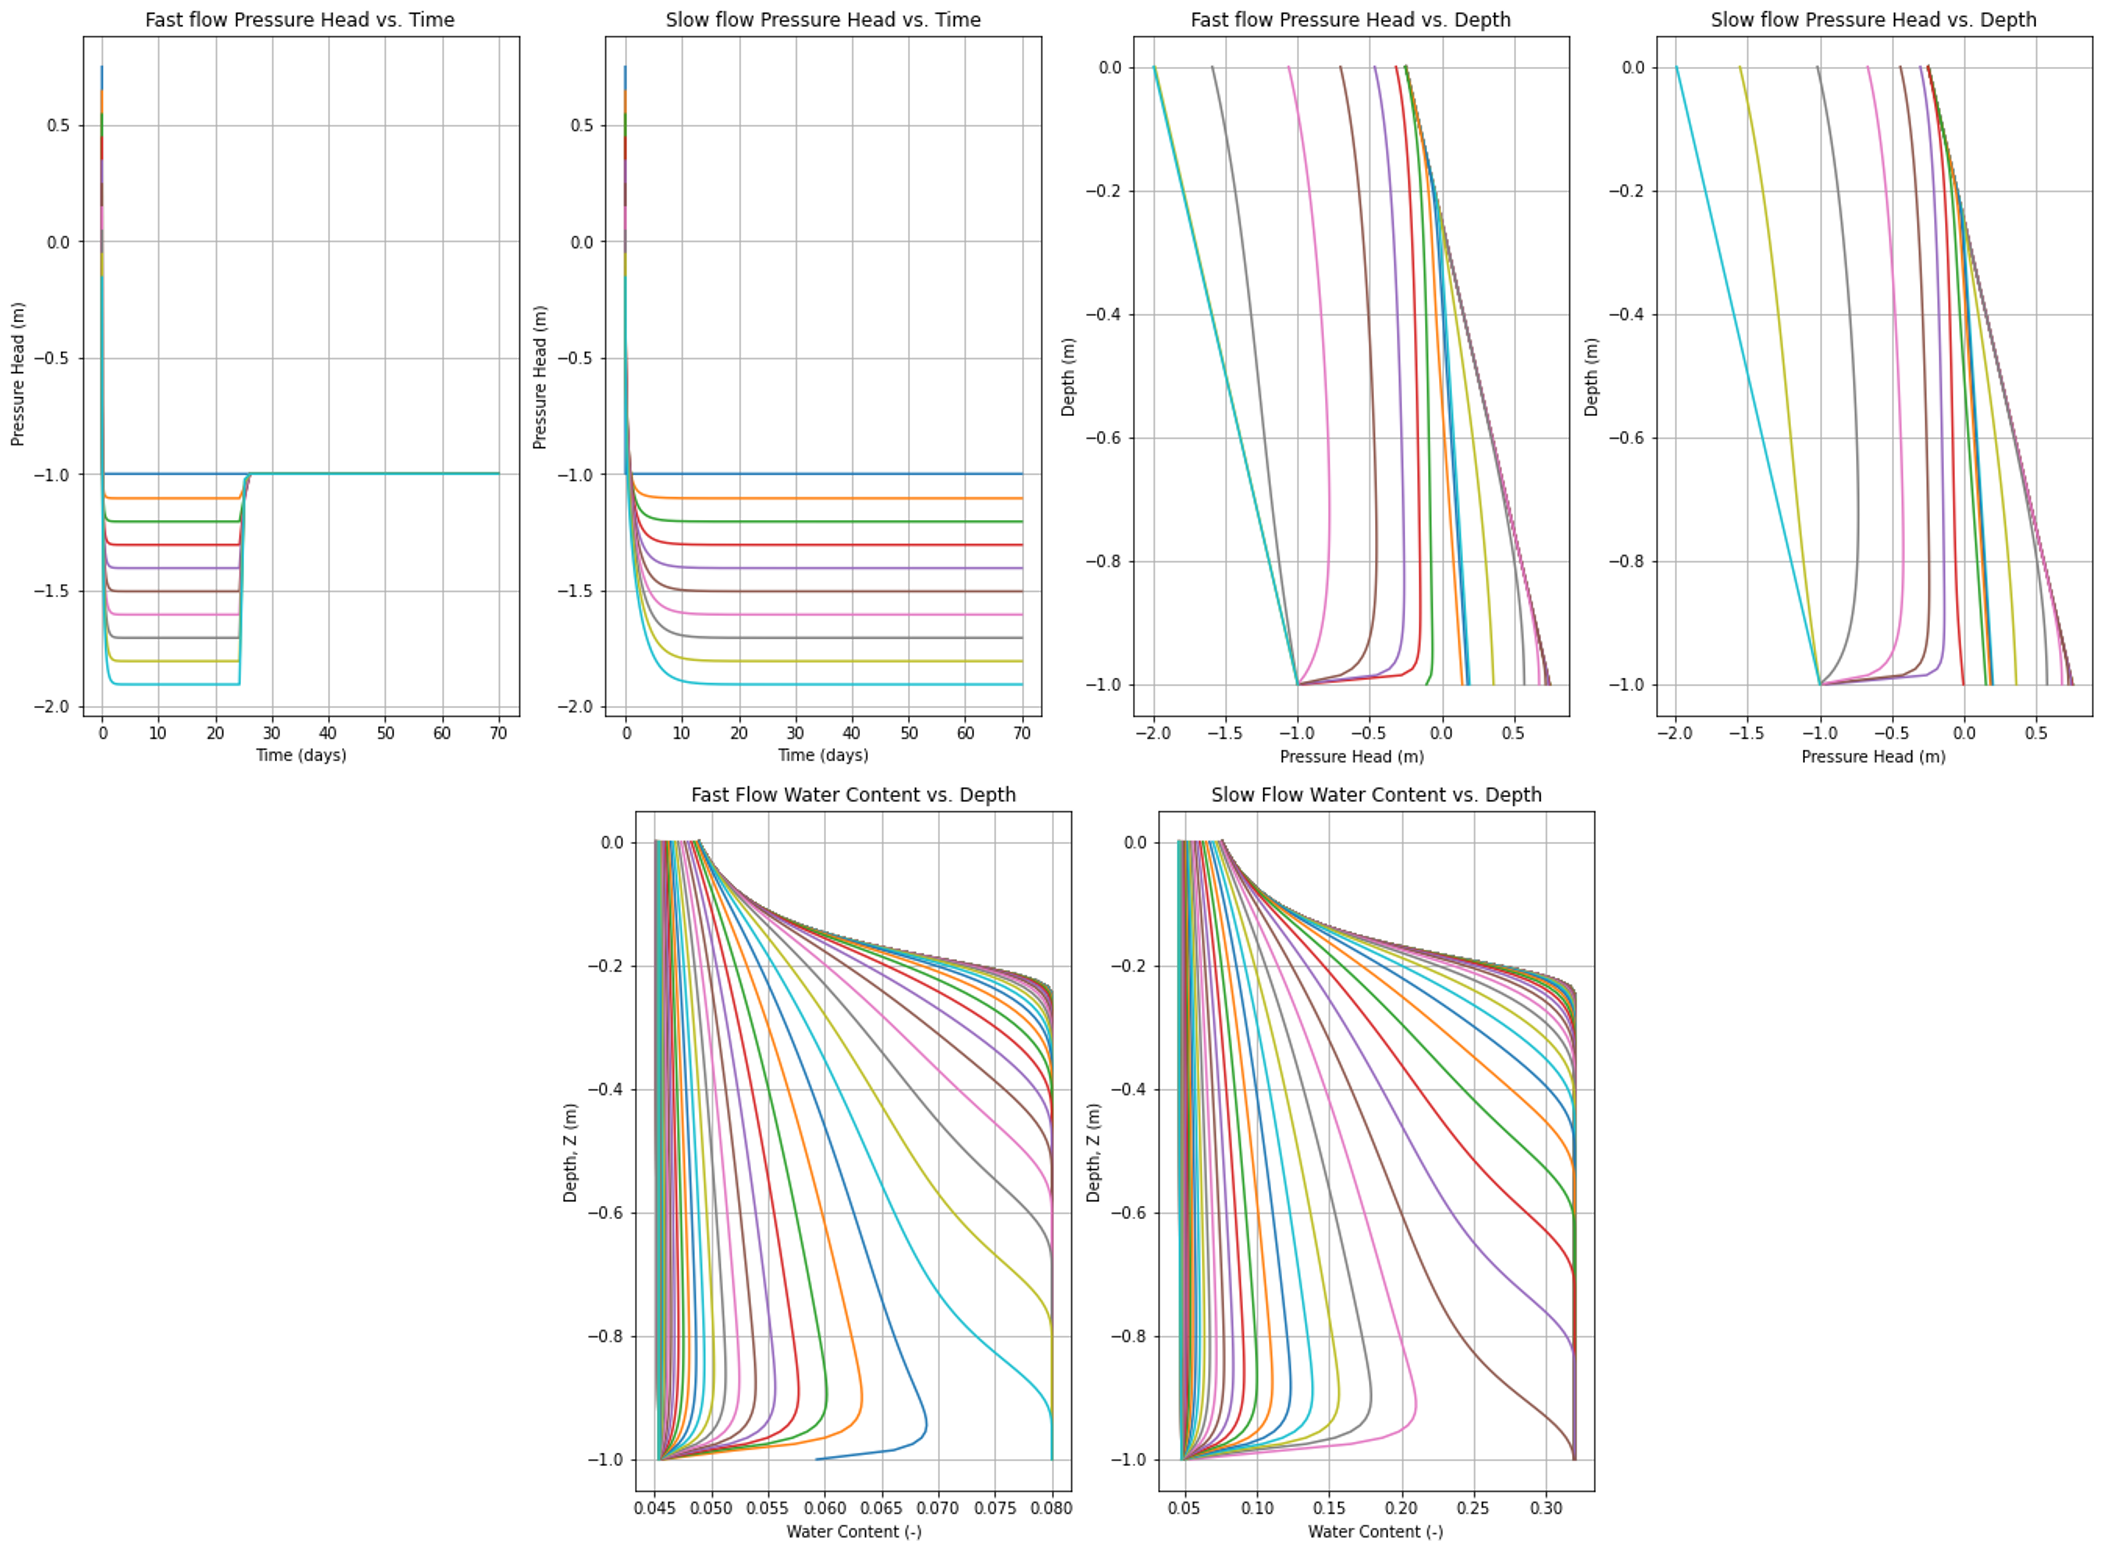 Fast flow Pressure Head vs. Time
Slow flow Pressure Head vs. Time
Fast flow Pressure Head vs. Depth
Slow flow Pressure Head vs. Depth
Pressure Head (m)
0.5
0.0
−0.5
−1.0
−1.5
−2.0
0 10 20 30 40 50 60 70
Time (days)
Pressure Head (m)
0.5
0.0
−0.5
−1.0
−1.5
−2.0
0 10 20 30 40 50 60 70
Time (days)
Depth (m)
0.0
−0.2
−0.4
−0.6
−0.8
−1.0
−2.0 −1.5 −1.0 −0.5 0.0 0.5
Pressure Head (m)
Depth (m)
0.0
−0.2
−0.4
−0.6
−0.8
−1.0
−2.0 −1.5 −1.0 −0.5 0.0 0.5
Pressure Head (m)
Fast Flow Water Content vs. Depth
Slow Flow Water Content vs. Depth
Depth, Z (m)
0.0
−0.2
−0.4
−0.6
−0.8
−1.0
0.045 0.050 0.055 0.060 0.065 0.070 0.075 0.080
Water Content (-)
Depth, Z (m)
0.0
−0.2
−0.4
−0.6
−0.8
−1.0
0.05 0.10 0.15 0.20 0.25 0.30
Water Content (-)